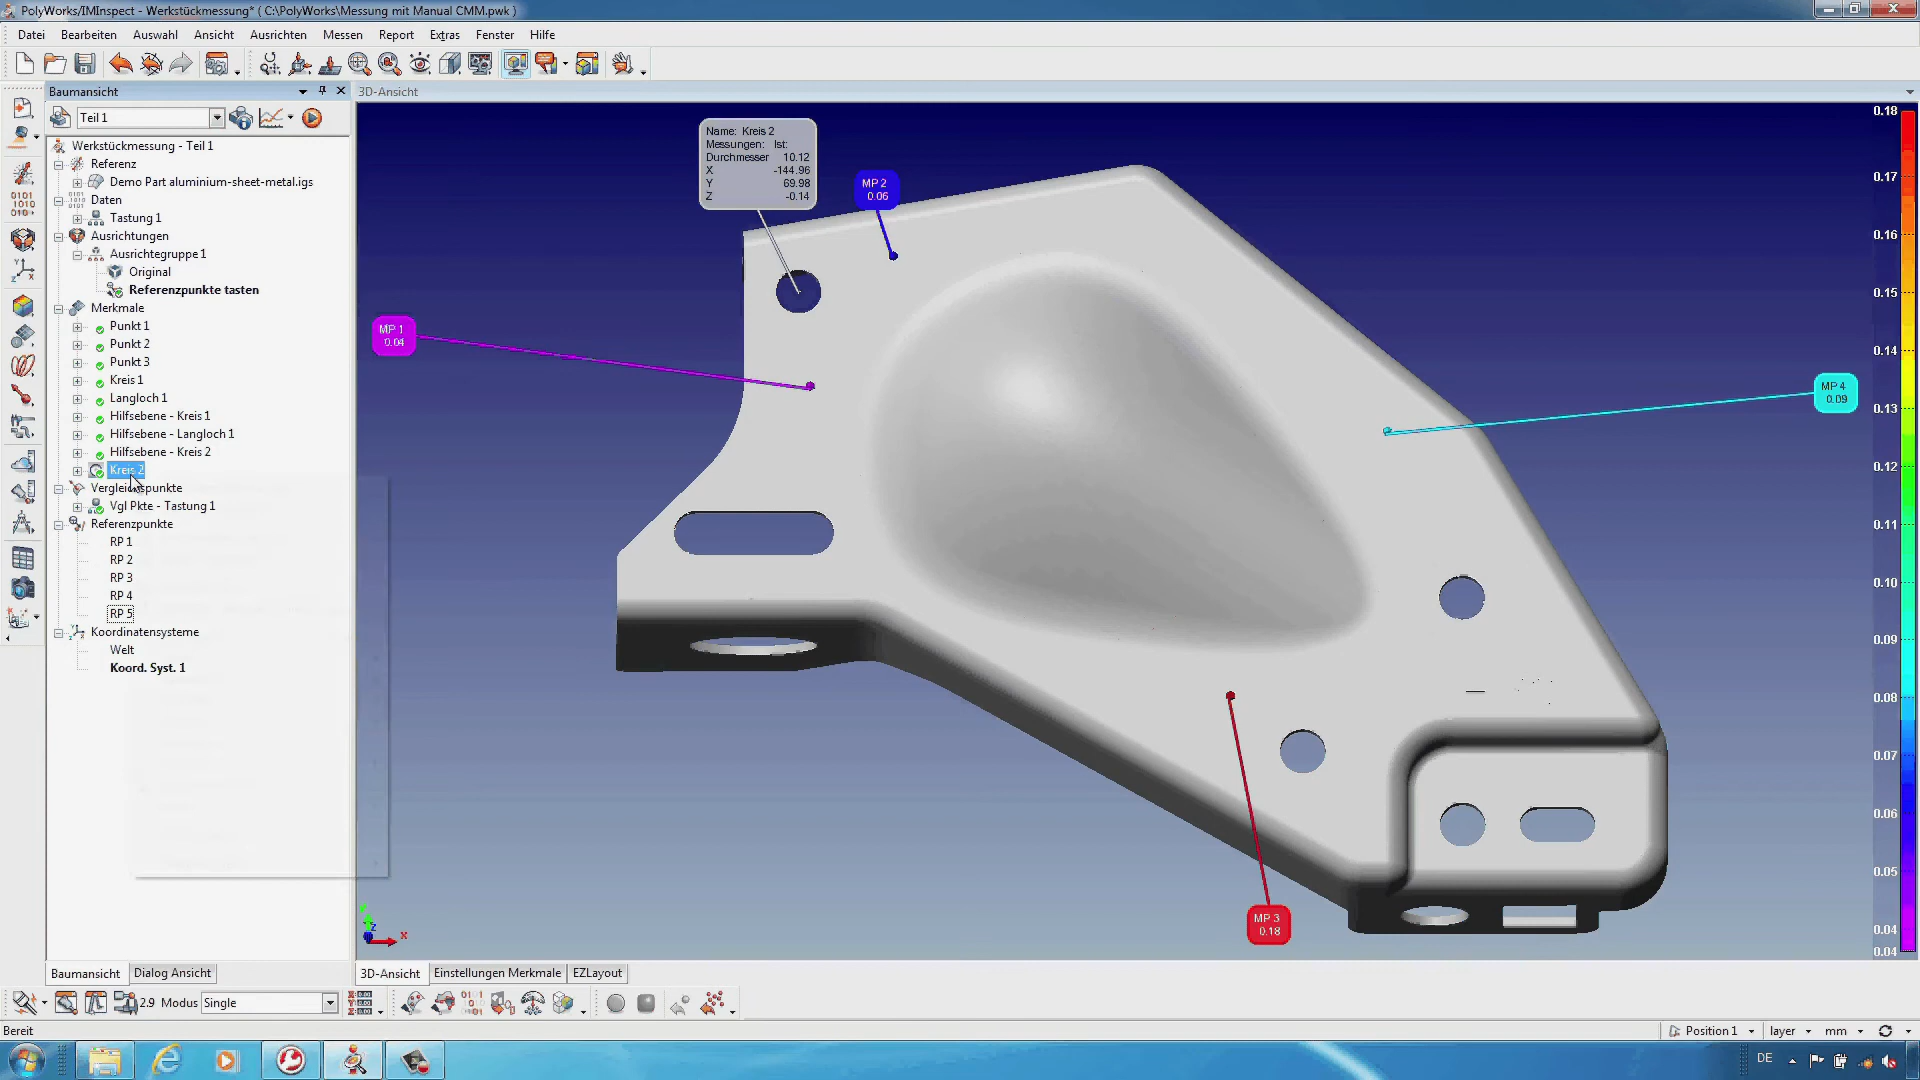 PolyWorks/IMInspect - Werkstückmessung* ( C:\PolyWorks\Messung mit Manual CMM.pwk )
Datei Bearbeiten Auswahl Ansicht Ausrichten Messen Report Extras Fenster Hilfe
Baumansicht
3D-Ansicht
Teil 1
Werkstückmessung - Teil 1
Referenz
Demo Part aluminium-sheet-metal.igs
Daten
Tastung 1
Ausrichtungen
Ausrichtegruppe 1
Original
Referenzpunkte tasten
Merkmale
Punkt 1
Punkt 2
Punkt 3
Kreis 1
Langloch 1
Hilfsebene - Kreis 1
Hilfsebene - Langloch 1
Hilfsebene - Kreis 2
Kreis 2
Vergleichspunkte
Vgl Pkte - Tastung 1
Referenzpunkte
RP 1
RP 2
RP 3
RP 4
RP 5
Koordinatensysteme
Welt
Koord. Syst. 1
Name: Kreis 2
Messungen: Ist:
Durchmesser 10.12
X -144.96
Y 69.98
Z -0.14
MP 2
0.06
MP 1
0.04
MP 4
0.09
MP 3
0.18
0.18
0.17
0.16
0.15
0.14
0.13
0.12
0.11
0.10
0.09
0.08
0.07
0.06
0.05
0.04
0.04
Z
X
Baumansicht Dialog Ansicht
3D-Ansicht Einstellungen Merkmale EZLayout
2.9 Modus Single
Bereit
Position 1 layer mm
DE